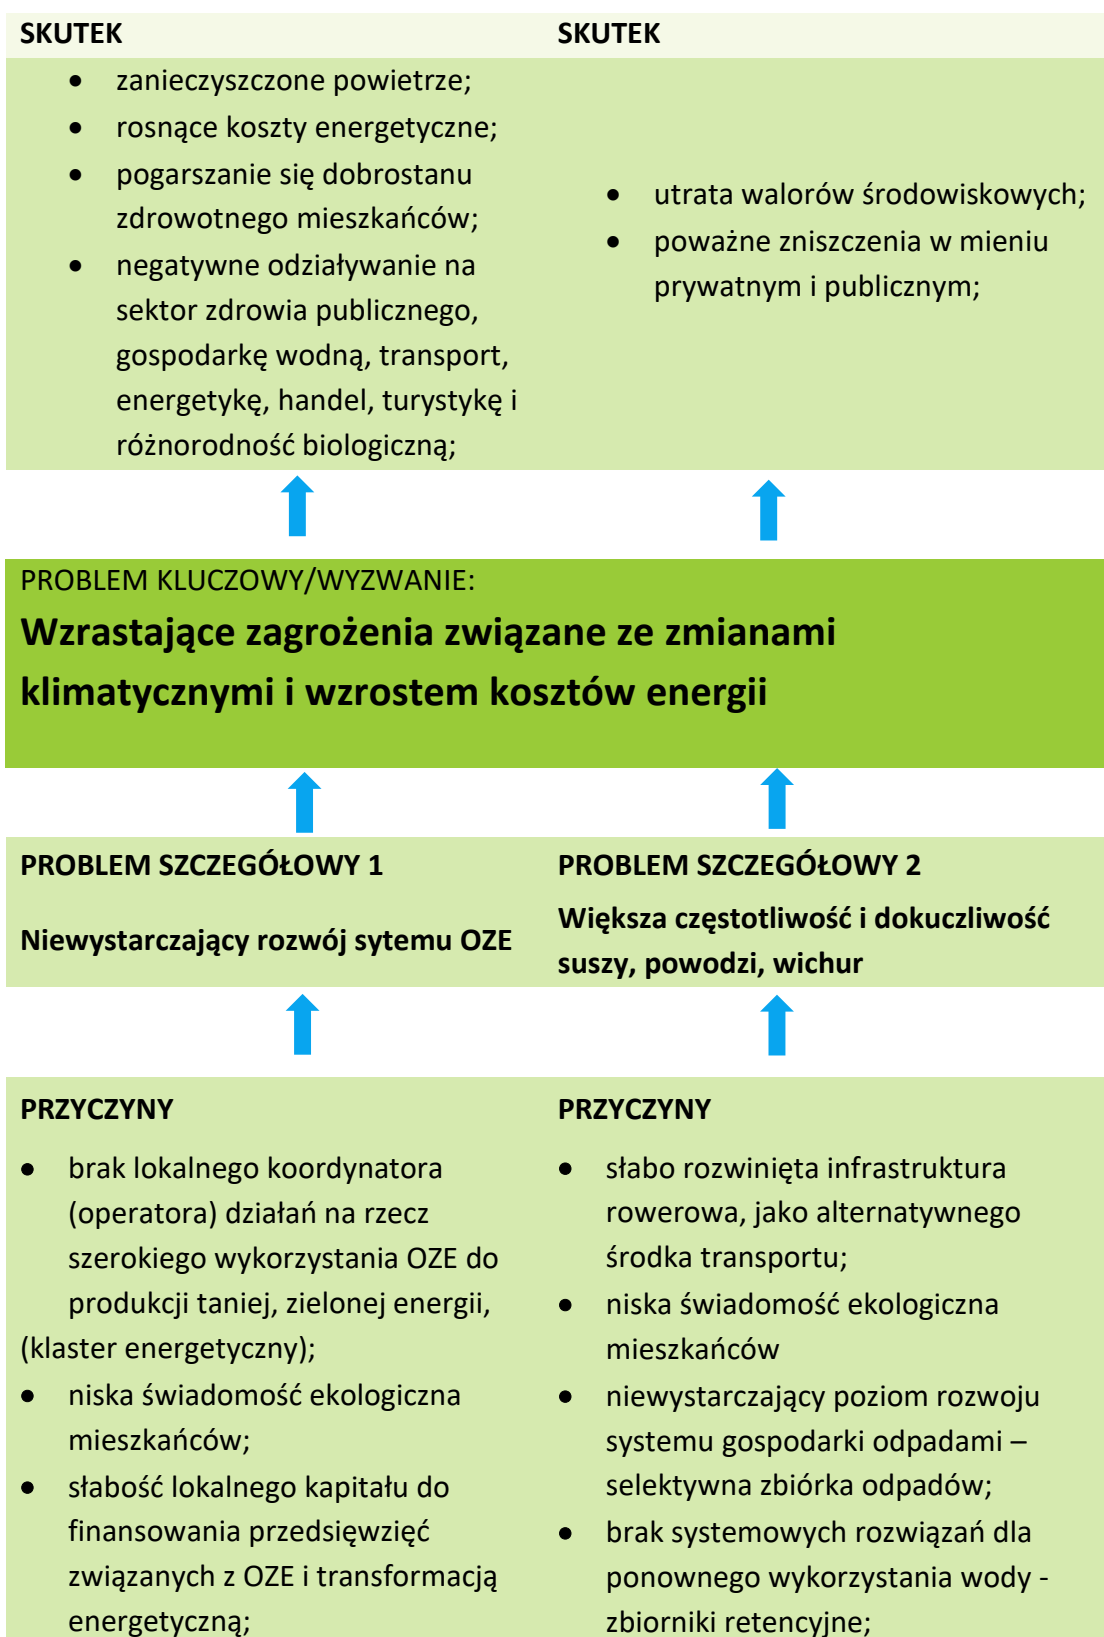 SKUTEK
zanieczyszczone powietrze;
rosnące koszty energetyczne;
pogarszanie się dobrostanu
zdrowotnego mieszkańców;
negatywne odziaływanie na
sektor zdrowia publicznego,
gospodarkę wodną, transport,
energetykę, handel, turystykę i
różnorodność biologiczną;
SKUTEK
utrata walorów środowiskowych;
poważne zniszczenia w mieniu
prywatnym i publicznym;
PROBLEM KLUCZOWY/WYZWANIE:
Wzrastające zagrożenia związane ze zmianami
klimatycznymi i wzrostem kosztów energii
PROBLEM SZCZEGÓŁOWY 1
Niewystarczający rozwój sytemu OZE
PROBLEM SZCZEGÓŁOWY 2
Większa częstotliwość i dokuczliwość
suszy, powodzi, wichur
PRZYCZYNY
brak lokalnego koordynatora
(operatora) działań na rzecz
szerokiego wykorzystania OZE do
produkcji taniej, zielonej energii,
(klaster energetyczny);
niska świadomość ekologiczna
mieszkańców;
słabość lokalnego kapitału do
finansowania przedsięwzięć
związanych z OZE i transformacją
energetyczną;
PRZYCZYNY
słabo rozwinięta infrastruktura
rowerowa, jako alternatywnego
środka transportu;
niska świadomość ekologiczna
mieszkańców
niewystarczający poziom rozwoju
systemu gospodarki odpadami –
selektywna zbiórka odpadów;
brak systemowych rozwiązań dla
ponownego wykorzystania wody -
zbiorniki retencyjne;